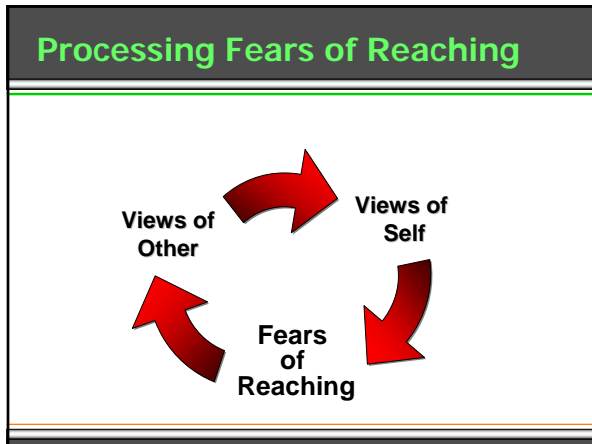 Processing Fears of Reaching
Views of
Other
Views of
Self
Fears
of
Reaching